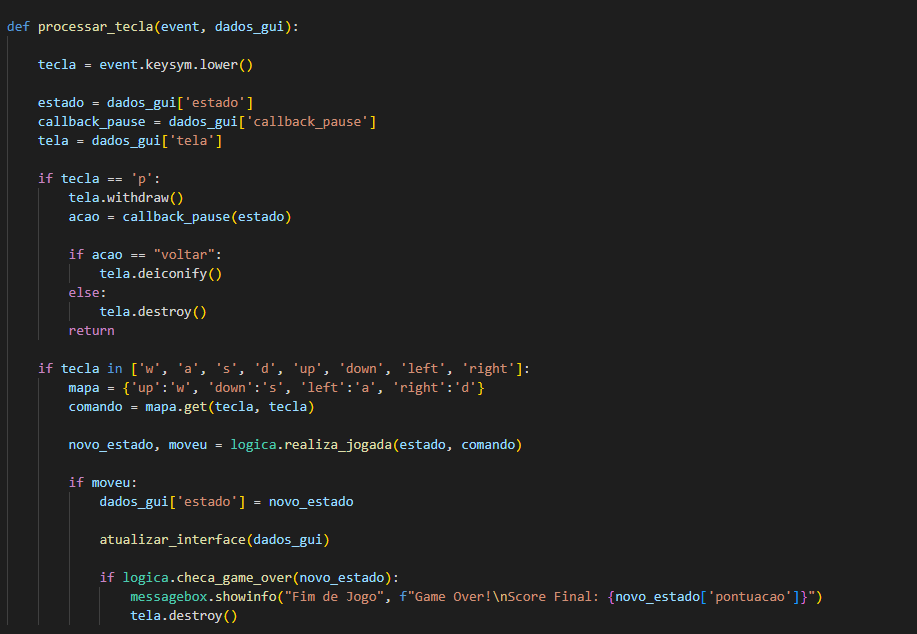 def processar_tecla(event, dados_gui):
    tecla = event.keysym.lower()
    estado = dados_gui['estado']
    callback_pause = dados_gui['callback_pause']
    tela = dados_gui['tela']
    if tecla == 'p':
        tela.withdraw()
        acao = callback_pause(estado)
        if acao == "voltar":
            tela.deiconify()
        else:
            tela.destroy()
        return
    if tecla in ['w', 'a', 's', 'd', 'up', 'down', 'left', 'right']:
        mapa = {'up':'w', 'down':'s', 'left':'a', 'right':'d'}
        comando = mapa.get(tecla, tecla)
        novo_estado, moveu = logica.realiza_jogada(estado, comando)
        if moveu:
            dados_gui['estado'] = novo_estado
            atualizar_interface(dados_gui)
            if logica.checa_game_over(novo_estado):
                messagebox.showinfo("Fim de Jogo", f"Game Over!\nScore Final: {novo_estado['pontuacao']}")
                tela.destroy()